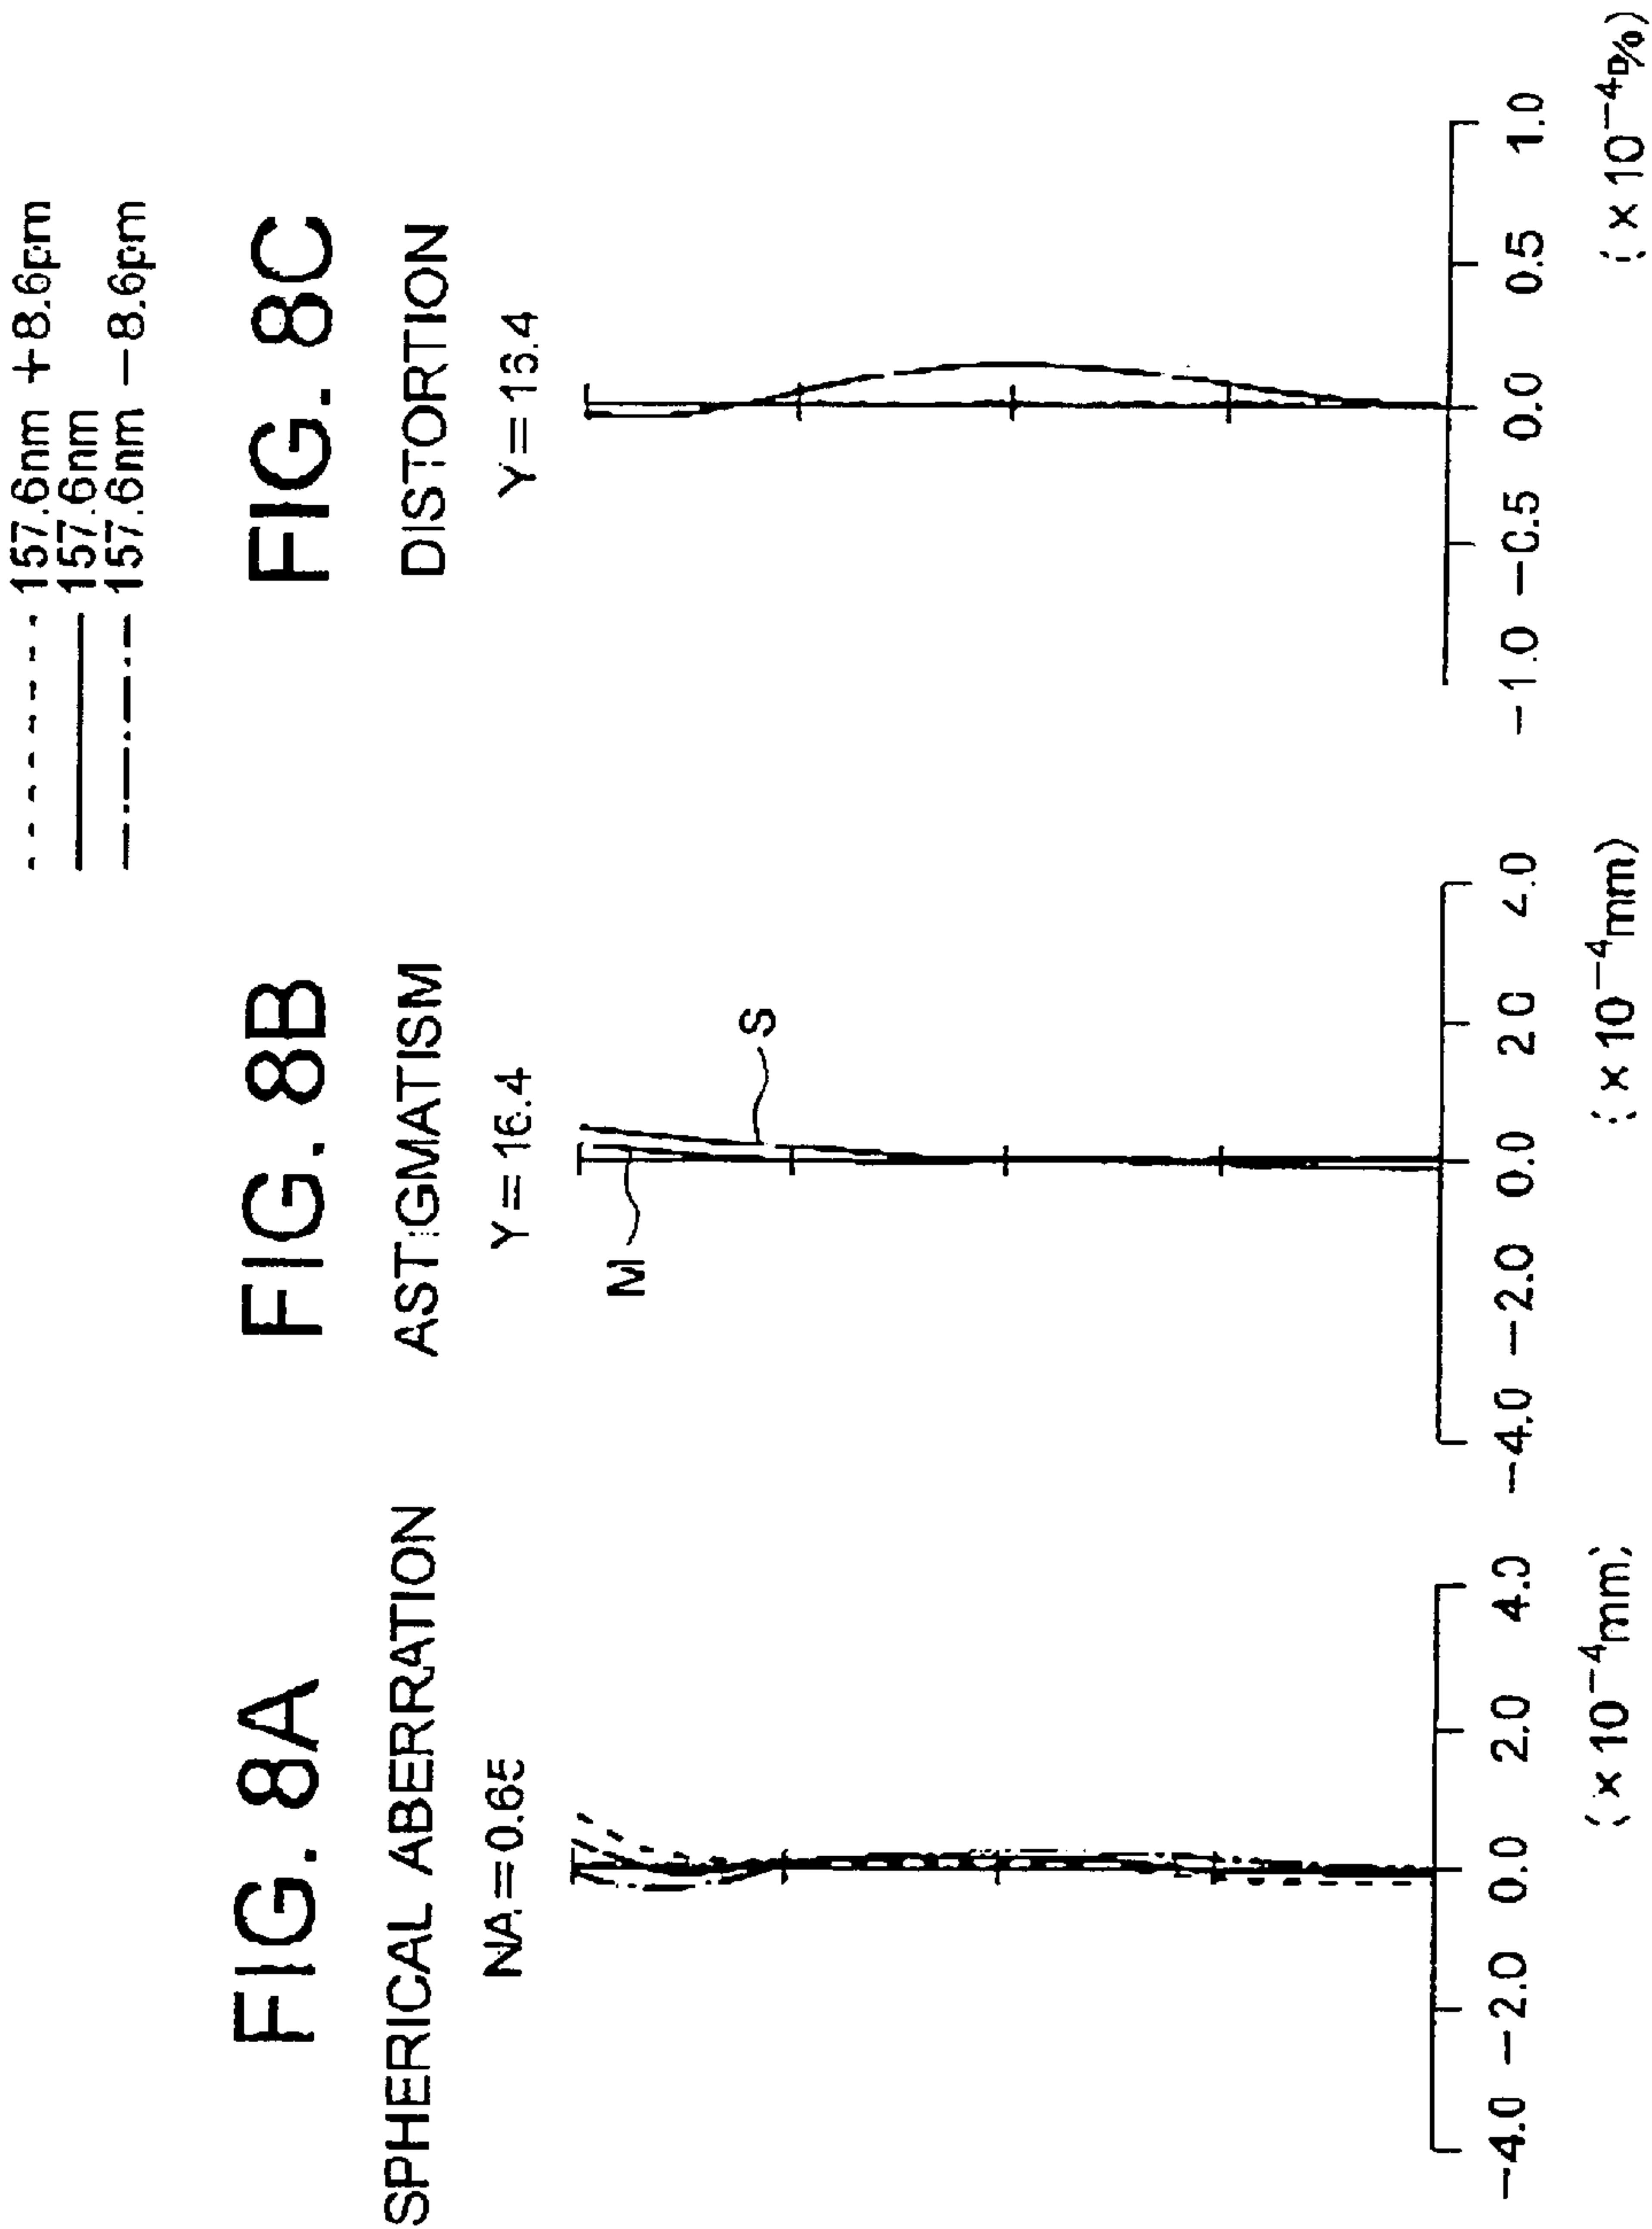 157.6nm +8.6pm
157.6nm
157.6nm −8.6pm
FIG. 8A
SPHERICAL ABERRATION
NA=0.65
−4.0 −2.0 0.0 2.0 4.0
(×10⁻⁴mm)
FIG. 8B
ASTIGMATISM
Y=16.4
M
S
−4.0 −2.0 0.0 2.0 4.0
(×10⁻⁴mm)
FIG. 8C
DISTORTION
Y=
−1.0 −0.5 0.0 0.5 1.0
(×10⁻⁴%)